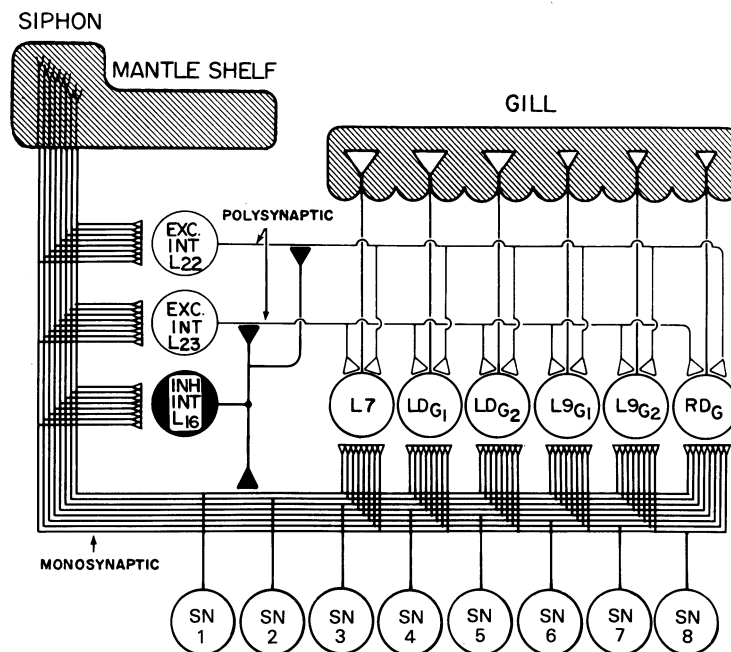 SIPHON
MANTLE SHELF
GILL
POLYSYNAPTIC
EXC.
INT
L22
EXC.
INT
L23
INH
INT
L16
L7
LDG1
LDG2
L9G1
L9G2
RDG
MONOSYNAPTIC
SN
1
SN
2
SN
3
SN
4
SN
5
SN
6
SN
7
SN
8